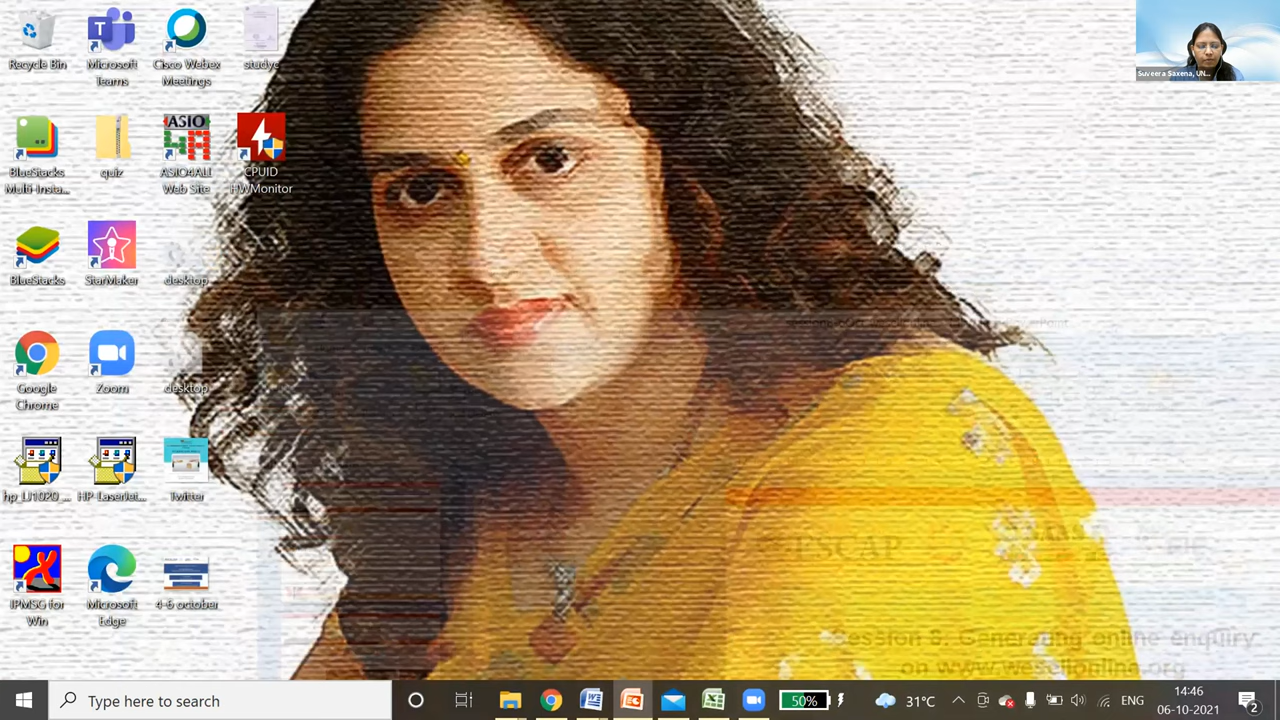 Recycle Bin
Microsoft Teams
Cisco Webex Meetings
studyc
BlueStacks Multi-Insta...
quiz
ASIO
ASIO4ALL Web Site
CPUID HWMonitor
BlueStacks
StarMaker
desktop
Google Chrome
Zoom
desktop
hp_LJ1020_...
HP-LaserJet...
Twitter
IPMSG for Win
Microsoft Edge
4-6 october
Suveera Saxena, UN...
Session 8. Generating online enquiry
on www.wesellonline.org
Type here to search
50%
31°C
ENG
14:46
06-10-2021
2